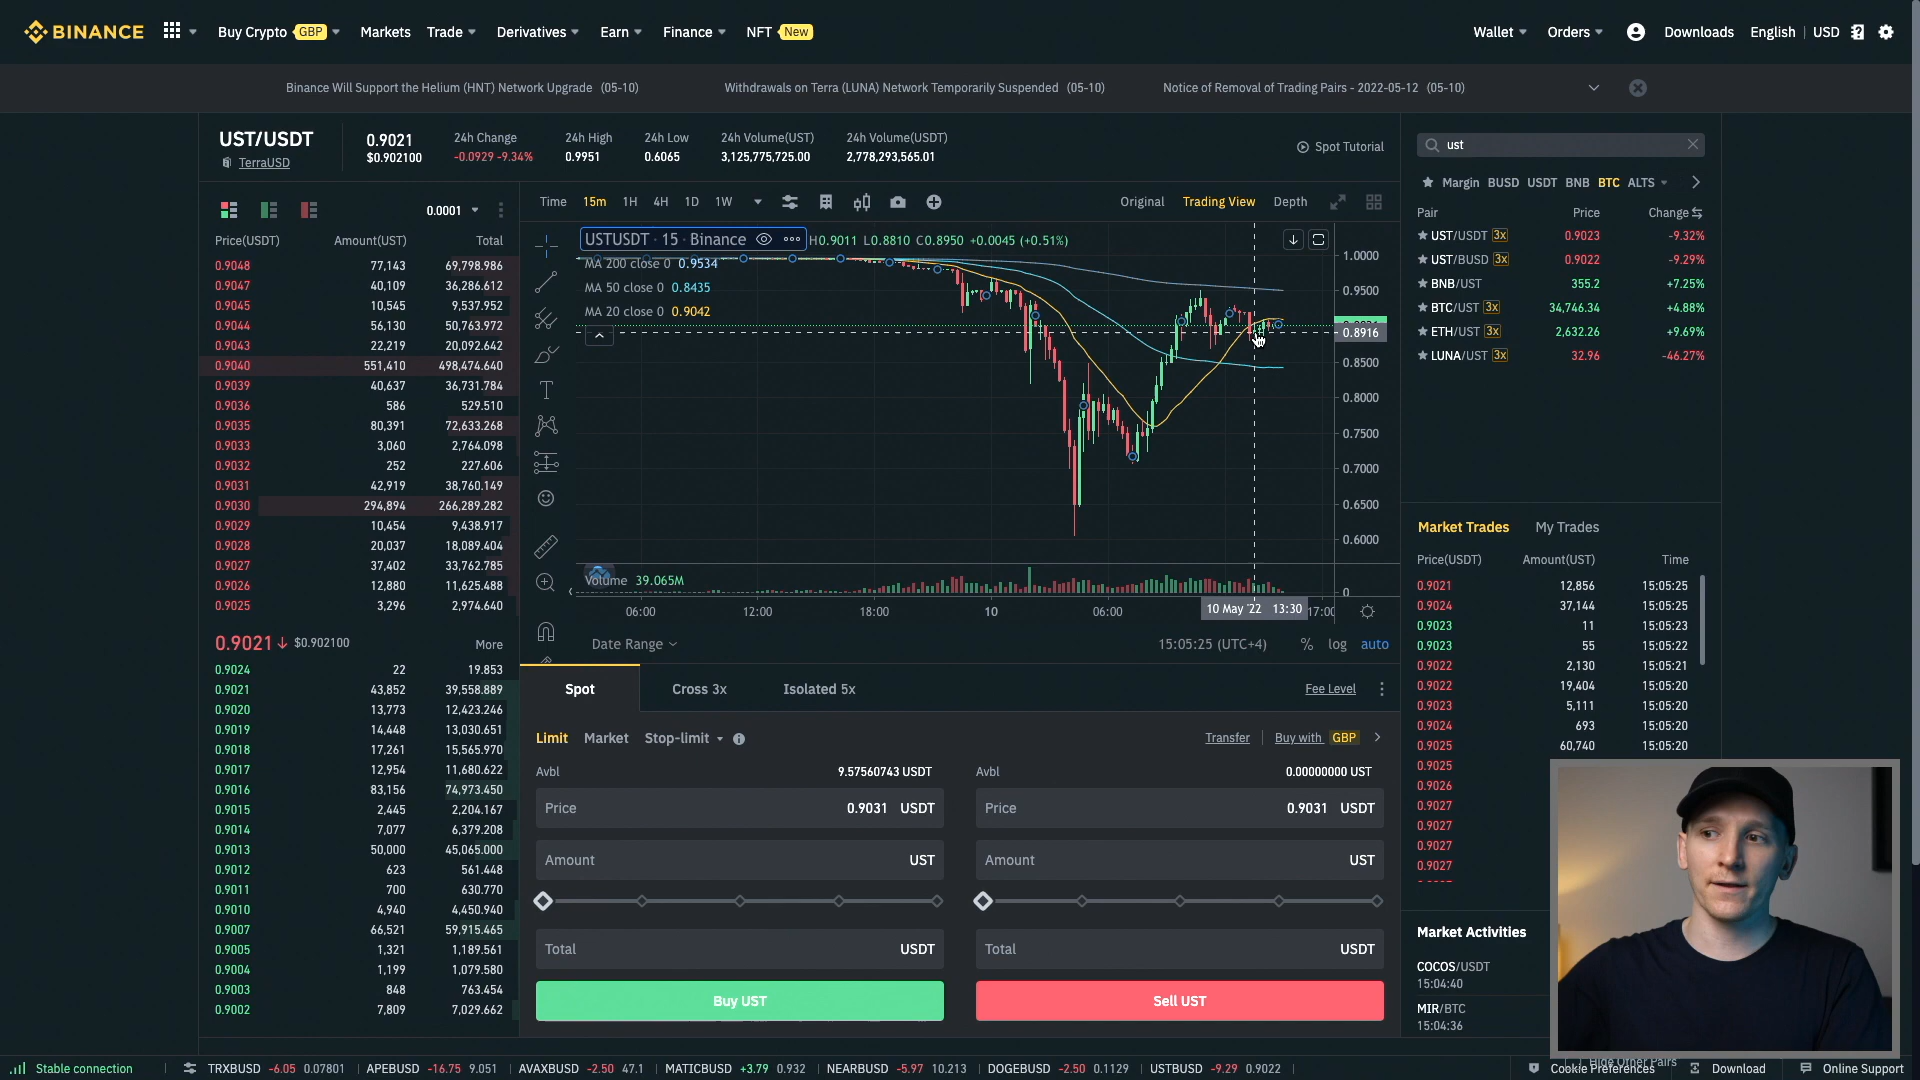 BINANCE
Buy Crypto GBP Markets Trade Derivatives Earn Finance NFT New
Wallet Orders Downloads English | USD
Binance Will Support the Helium (HNT) Network Upgrade (05-10)
Withdrawals on Terra (LUNA) Network Temporarily Suspended (05-10)
Notice of Removal of Trading Pairs - 2022-05-12 (05-10)
UST/USDT
TerraUSD
0.9021
$0.902100
24h Change
-0.0929 -9.34%
24h High
0.9951
24h Low
0.6065
24h Volume(UST)
3,125,775,725.00
24h Volume(USDT)
2,778,293,565.01
Spot Tutorial
0.0001
Price(USDT) Amount(UST) Total
0.9048 77,143 69,798.986
0.9047 40,109 36,286.612
0.9045 10,545 9,537.952
0.9044 56,130 50,763.972
0.9043 22,219 20,092.642
0.9040 551,410 498,474.640
0.9039 40,637 36,731.784
0.9036 586 529.510
0.9035 80,391 72,633.268
0.9033 3,060 2,764.098
0.9032 252 227.606
0.9031 42,919 38,760.149
0.9030 294,894 266,289.282
0.9029 10,454 9,438.917
0.9028 20,037 18,089.404
0.9027 37,402 33,762.785
0.9026 12,880 11,625.488
0.9025 3,296 2,974.640
0.9021 $0.902100 More
0.9024 22 19.853
0.9021 43,852 39,558.889
0.9020 13,773 12,423.246
0.9019 14,448 13,030.651
0.9018 17,261 15,565.970
0.9017 12,954 11,680.622
0.9016 83,156 74,973.450
0.9015 2,445 2,204.167
0.9014 7,077 6,379.208
0.9013 50,000 45,065.000
0.9012 623 561.448
0.9011 700 630.770
0.9010 4,940 4,450.940
0.9007 66,521 59,915.465
0.9005 1,321 1,189.561
0.9004 1,199 1,079.580
0.9003 848 763.454
0.9002 7,809 7,029.662
Time 15m 1H 4H 1D 1W
Original Trading View Depth
USTUSDT · 15 · Binance H0.9011 L0.8810 C0.8950 +0.0045 (+0.51%)
MA 200 close 0 0.9534
MA 50 close 0 0.8435
MA 20 close 0 0.9042
1.0000
0.9500
0.8916
0.8500
0.8000
0.7500
0.7000
0.6500
0.6000
0
Volume 39.065M
06:00 12:00 18:00 10 06:00 10 May '22 13:30 17:00
Date Range 15:05:25 (UTC+4) % log auto
Spot Cross 3x Isolated 5x Fee Level
Limit Market Stop-limit
Transfer | Buy with GBP
Avbl 9.57560743 USDT
Price 0.9031 USDT
Amount UST
Total USDT
Buy UST
Avbl 0.00000000 UST
Price 0.9031 USDT
Amount UST
Total USDT
Sell UST
ust
Margin BUSD USDT BNB BTC ALTS
Pair Price Change
UST/USDT 3x 0.9023 -9.32%
UST/BUSD 3x 0.9022 -9.29%
BNB/UST 355.2 +7.25%
BTC/UST 3x 34,746.34 +4.88%
ETH/UST 3x 2,632.26 +9.69%
LUNA/UST 3x 32.96 -46.27%
Market Trades My Trades
Price(USDT) Amount(UST) Time
0.9021 12,856 15:05:25
0.9024 37,144 15:05:25
0.9023 11 15:05:23
0.9023 55 15:05:22
0.9022 2,130 15:05:21
0.9022 19,404 15:05:20
0.9023 5,111 15:05:20
0.9024 693 15:05:20
0.9025 60,740 15:05:20
0.9025
0.9026
0.9027
0.9027
0.9027
0.9027
Market Activities
COCOS/USDT
15:04:40
MIR/BTC
15:04:36
Hide Other Pairs
Stable connection
TRXBUSD -6.05 0.07801 | APEBUSD -16.75 9.051 | AVAXBUSD -2.50 47.1 | MATICBUSD +3.79 0.932 | NEARBUSD -5.97 10.213 | DOGEBUSD -2.50 0.1129 | USTBUSD -9.29 0.9022
Cookie Preferences Download Online Support